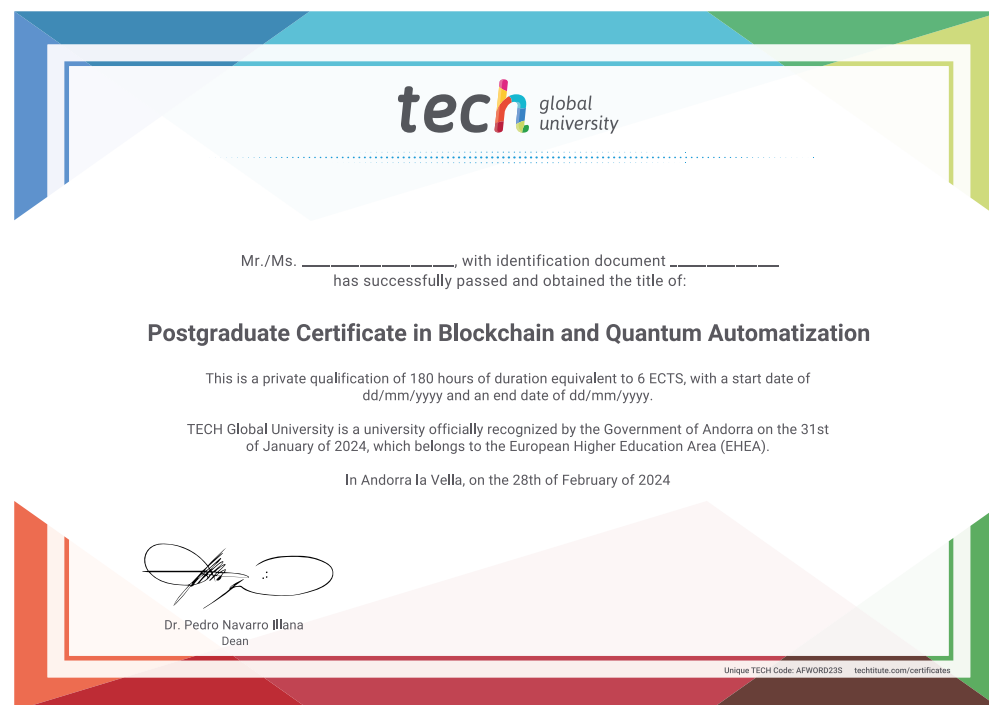 tech global university
Mr./Ms. __________________, with identification document _____________
has successfully passed and obtained the title of:
Postgraduate Certificate in Blockchain and Quantum Automatization
This is a private qualification of 180 hours of duration equivalent to 6 ECTS, with a start date of
dd/mm/yyyy and an end date of dd/mm/yyyy.
TECH Global University is a university officially recognized by the Government of Andorra on the 31st
of January of 2024, which belongs to the European Higher Education Area (EHEA).
In Andorra la Vella, on the 28th of February of 2024
Dr. Pedro Navarro Illana
Dean
Unique TECH Code: AFWORD23S techtitute.com/certificates